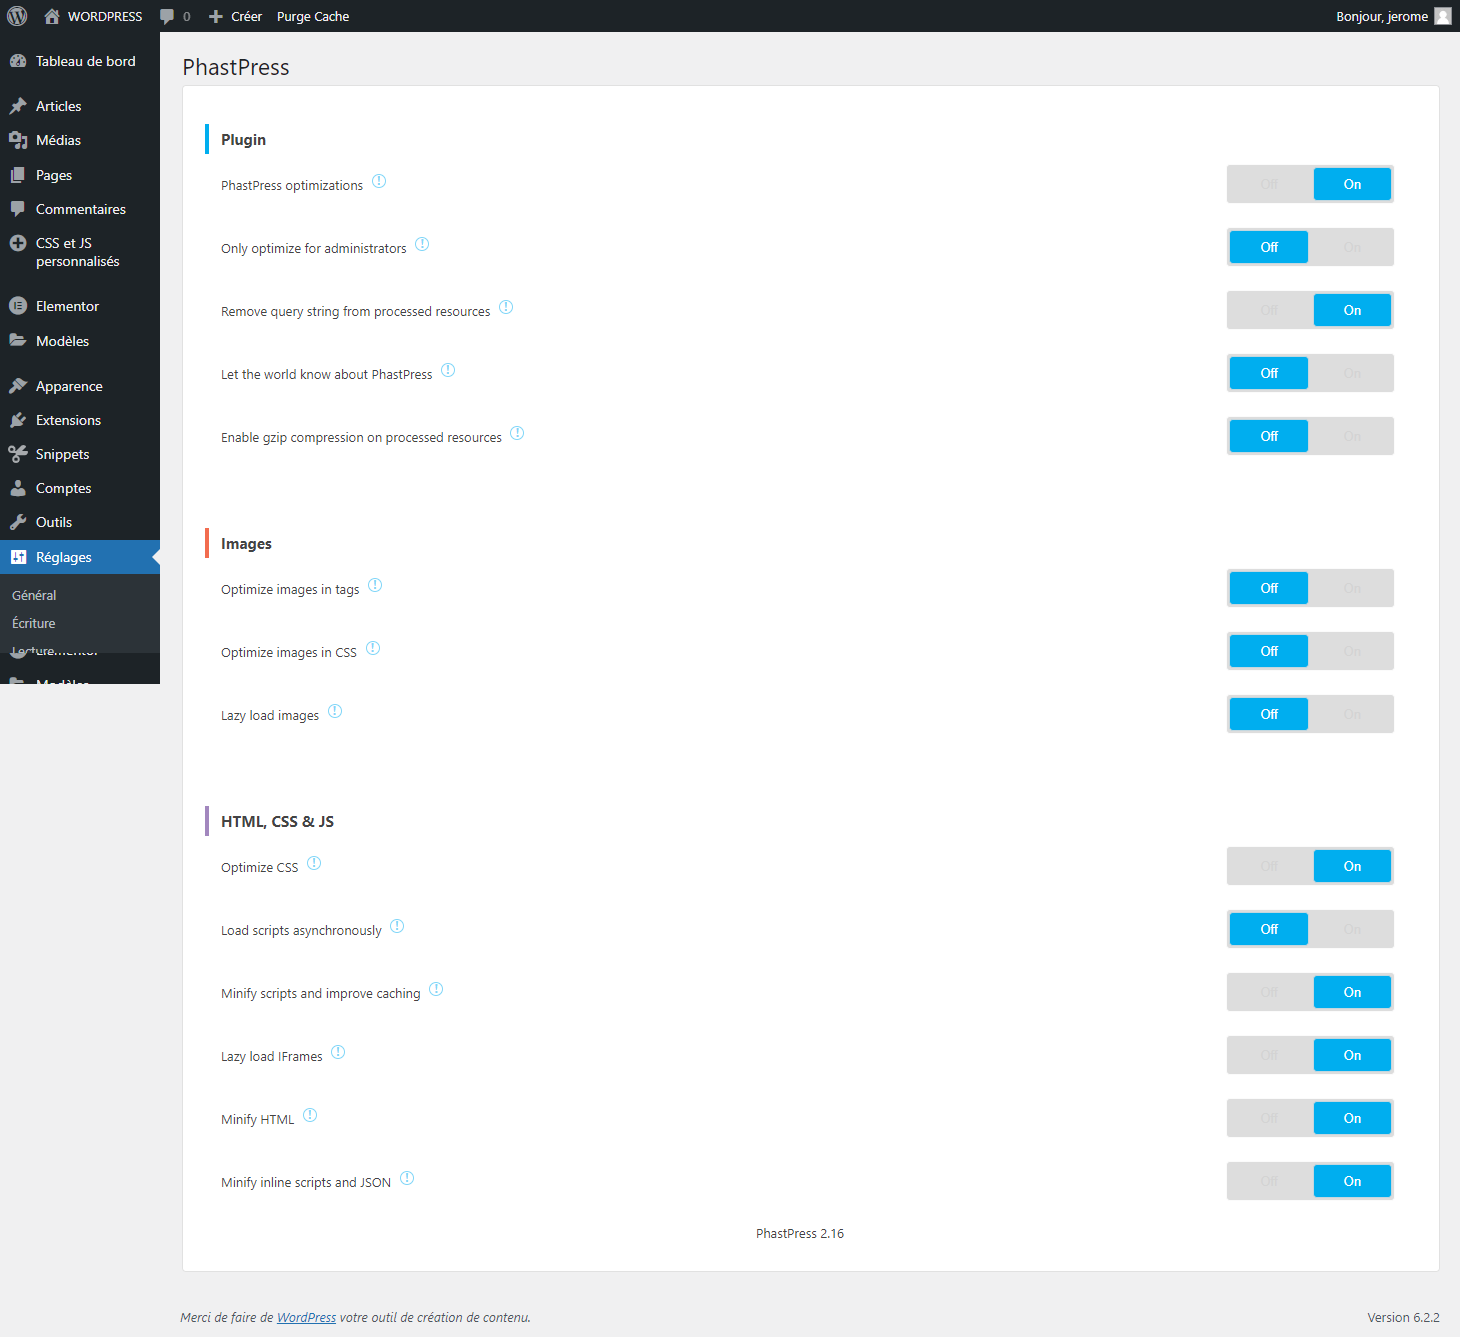 WORDPRESS 0 Créer Purge Cache Bonjour, jerome
Tableau de bord
Articles
Médias
Pages
Commentaires
CSS et JS
personnalisés
Elementor
Modèles
Apparence
Extensions
Snippets
Comptes
Outils
Réglages
Général
Écriture
Lecture
Modèles
PhastPress
Plugin
PhastPress optimizations Off On
Only optimize for administrators Off On
Remove query string from processed resources Off On
Let the world know about PhastPress Off On
Enable gzip compression on processed resources Off On
Images
Optimize images in tags Off On
Optimize images in CSS Off On
Lazy load images Off On
HTML, CSS & JS
Optimize CSS Off On
Load scripts asynchronously Off On
Minify scripts and improve caching Off On
Lazy load IFrames Off On
Minify HTML Off On
Minify inline scripts and JSON Off On
PhastPress 2.16
Merci de faire de WordPress votre outil de création de contenu. Version 6.2.2